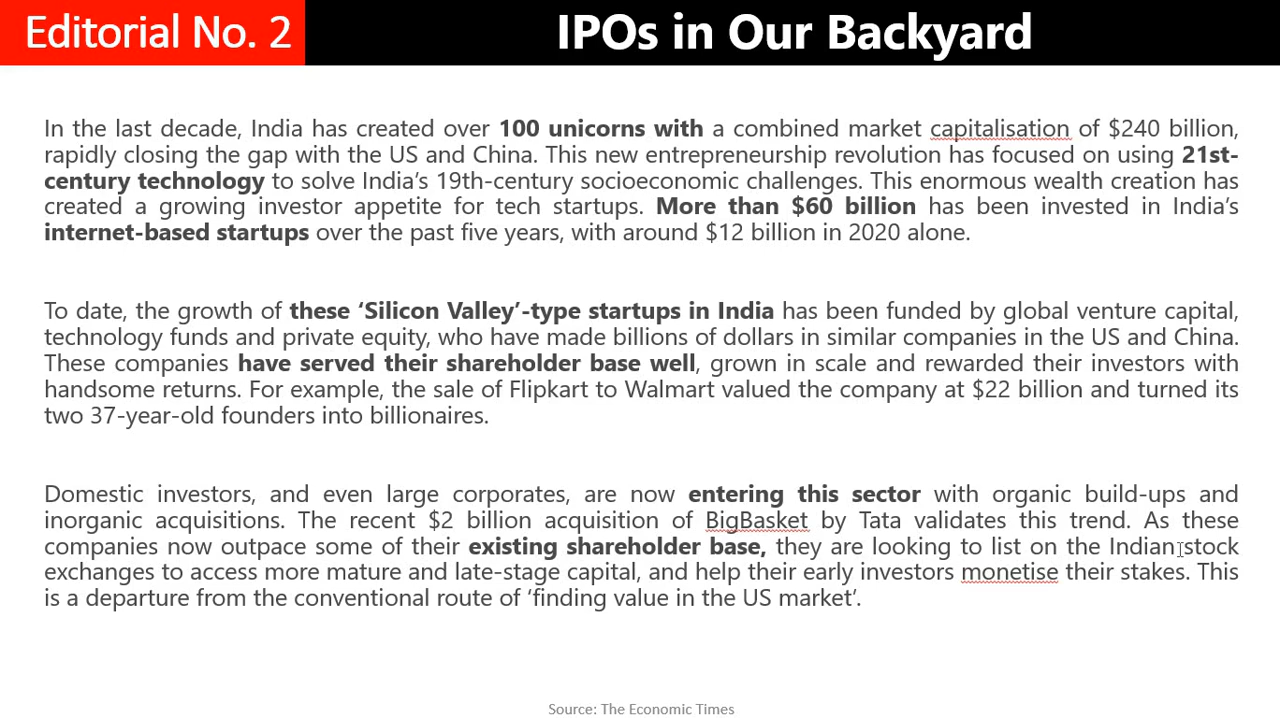 Editorial No. 2
IPOs in Our Backyard
In the last decade, India has created over 100 unicorns with a combined market capitalisation of $240 billion,
rapidly closing the gap with the US and China. This new entrepreneurship revolution has focused on using 21st-
century technology to solve India’s 19th-century socioeconomic challenges. This enormous wealth creation has
created a growing investor appetite for tech startups. More than $60 billion has been invested in India’s
internet-based startups over the past five years, with around $12 billion in 2020 alone.
To date, the growth of these ‘Silicon Valley’-type startups in India has been funded by global venture capital,
technology funds and private equity, who have made billions of dollars in similar companies in the US and China.
These companies have served their shareholder base well, grown in scale and rewarded their investors with
handsome returns. For example, the sale of Flipkart to Walmart valued the company at $22 billion and turned its
two 37-year-old founders into billionaires.
Domestic investors, and even large corporates, are now entering this sector with organic build-ups and
inorganic acquisitions. The recent $2 billion acquisition of BigBasket by Tata validates this trend. As these
companies now outpace some of their existing shareholder base, they are looking to list on the Indian stock
exchanges to access more mature and late-stage capital, and help their early investors monetise their stakes. This
is a departure from the conventional route of ‘finding value in the US market’.
Source: The Economic Times